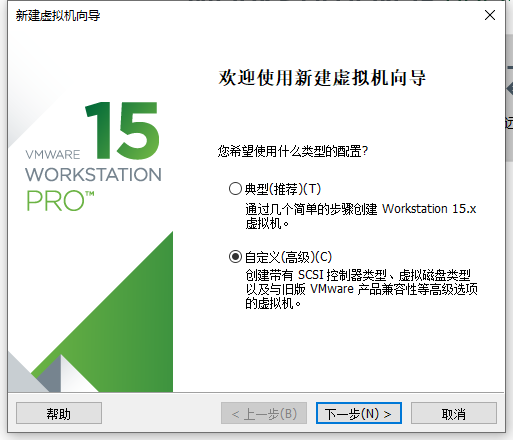 新建虚拟机向导
欢迎使用新建虚拟机向导
15
VMWARE
WORKSTATION
PRO™
您希望使用什么类型的配置?
典型(推荐)(T)
通过几个简单的步骤创建 Workstation 15.x
虚拟机。
自定义(高级)(C)
创建带有 SCSI 控制器类型、虚拟磁盘类型
以及与旧版 VMware 产品兼容性等高级选项
的虚拟机。
帮助
< 上一步(B)
下一步(N) >
取消